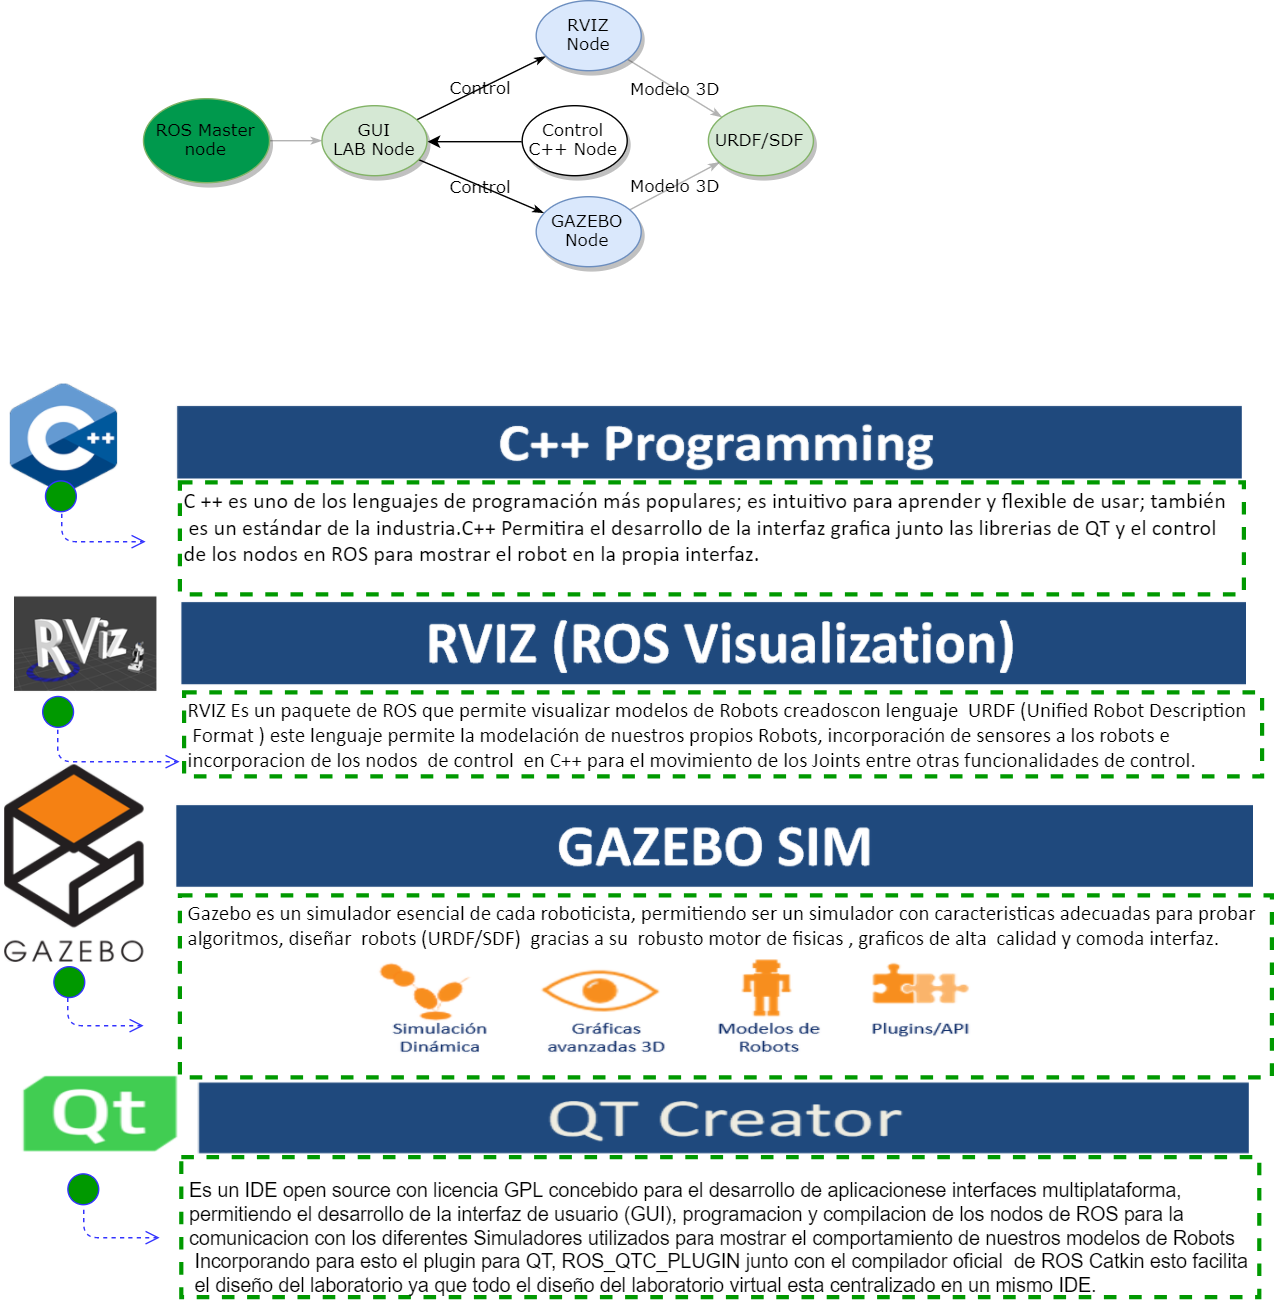 RVIZ
Node
Control
Modelo 3D
ROS Master
node
GUI
LAB Node
Control
C++ Node
URDF/SDF
Control
Modelo 3D
GAZEBO
Node
C++
C++ Programming
C ++ es uno de los lenguajes de programación más populares; es intuitivo para aprender y flexible de usar; también
es un estándar de la industria.C++ Permitira el desarrollo de la interfaz grafica junto las librerias de QT y el control
de los nodos en ROS para mostrar el robot en la propia interfaz.
RViz
RVIZ (ROS Visualization)
RVIZ Es un paquete de ROS que permite visualizar modelos de Robots creadoscon lenguaje  URDF (Unified Robot Description
Format ) este lenguaje permite la modelación de nuestros propios Robots, incorporación de sensores a los robots e
incorporacion de los nodos  de control  en C++ para el movimiento de los Joints entre otras funcionalidades de control.
GAZEBO
GAZEBO SIM
Gazebo es un simulador esencial de cada roboticista, permitiendo ser un simulador con caracteristicas adecuadas para probar
algoritmos, diseñar  robots (URDF/SDF)  gracias a su  robusto motor de fisicas , graficos de alta  calidad y comoda interfaz.
Simulación
Dinámica
Gráficas
avanzadas 3D
Modelos de
Robots
Plugins/API
Qt
QT Creator
Es un IDE open source con licencia GPL concebido para el desarrollo de aplicacionese interfaces multiplataforma,
permitiendo el desarrollo de la interfaz de usuario (GUI), programacion y compilacion de los nodos de ROS para la
comunicacion con los diferentes Simuladores utilizados para mostrar el comportamiento de nuestros modelos de Robots
Incorporando para esto el plugin para QT, ROS_QTC_PLUGIN junto con el compilador oficial  de ROS Catkin esto facilita
el diseño del laboratorio ya que todo el diseño del laboratorio virtual esta centralizado en un mismo IDE.